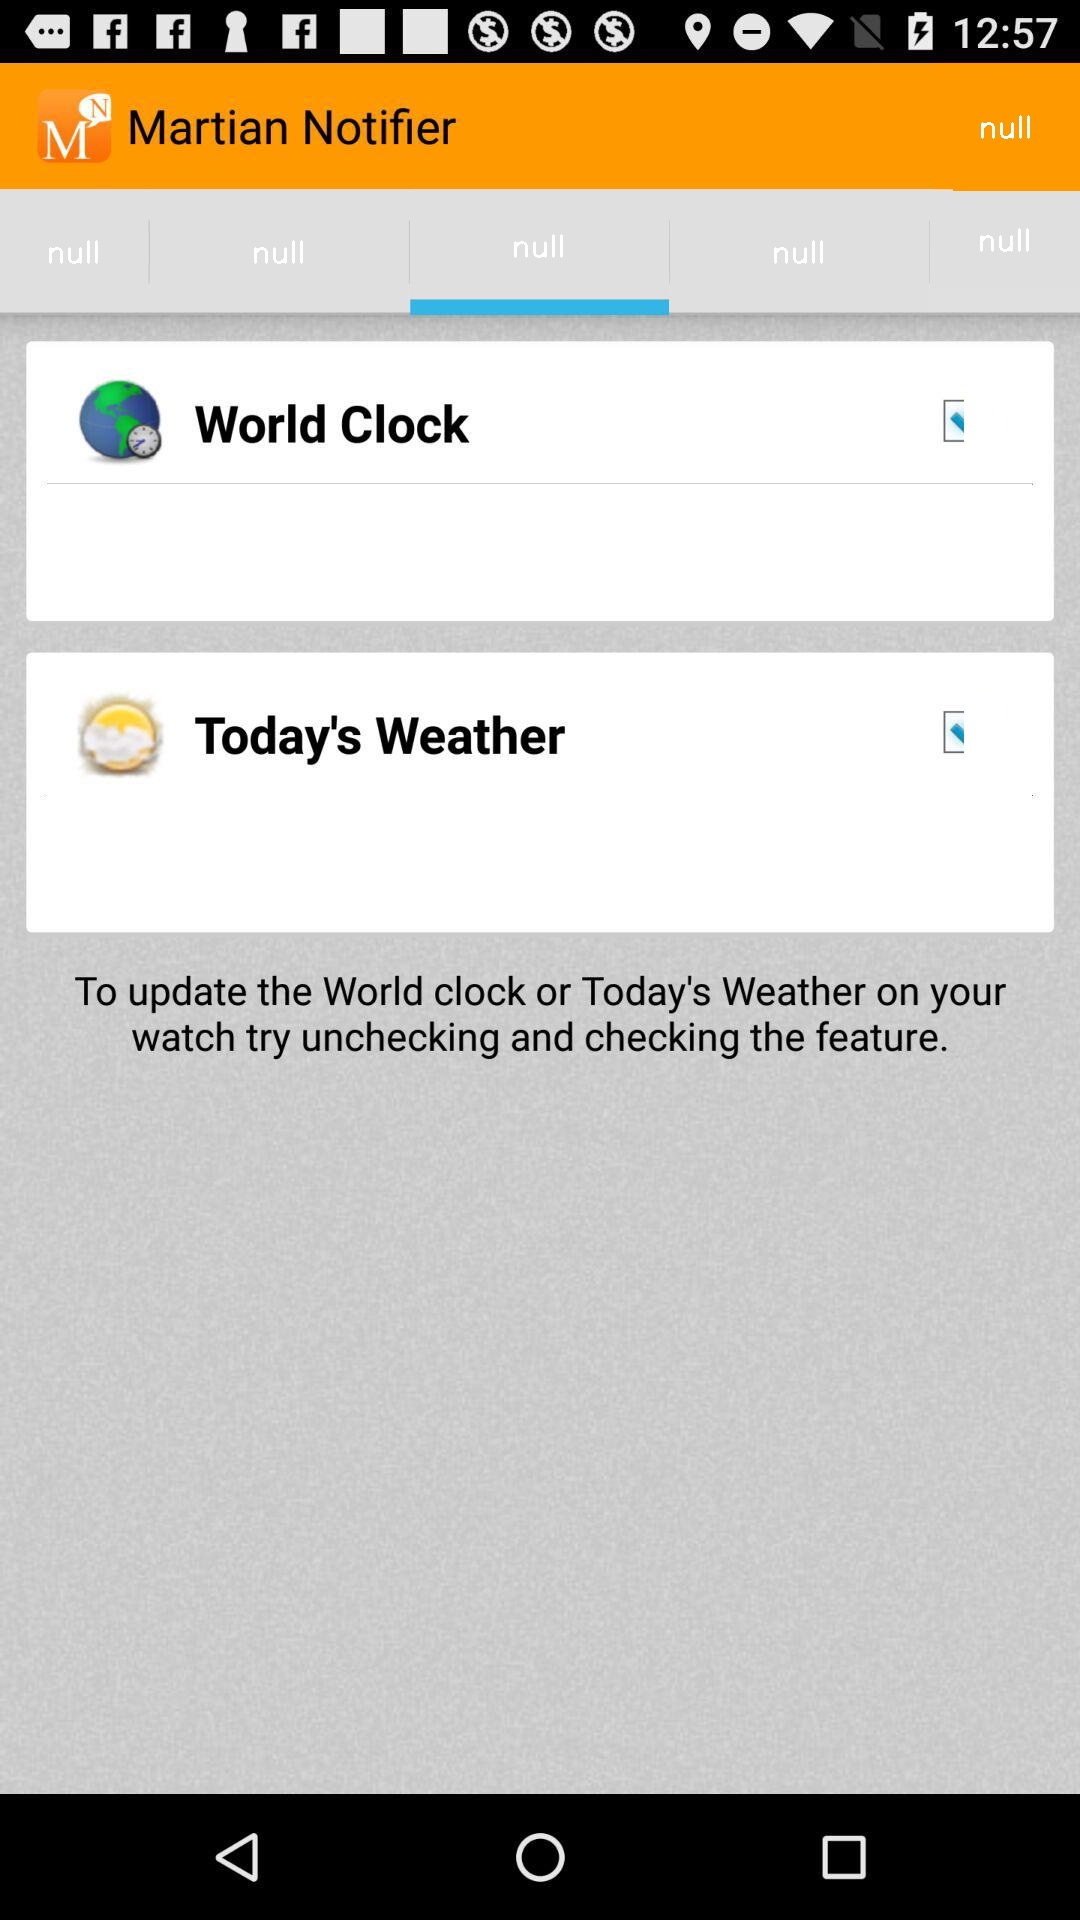 12:57
M N Martian Notifier null
null null null null null
World Clock
Today's Weather
To update the World clock or Today's Weather on your
watch try unchecking and checking the feature.